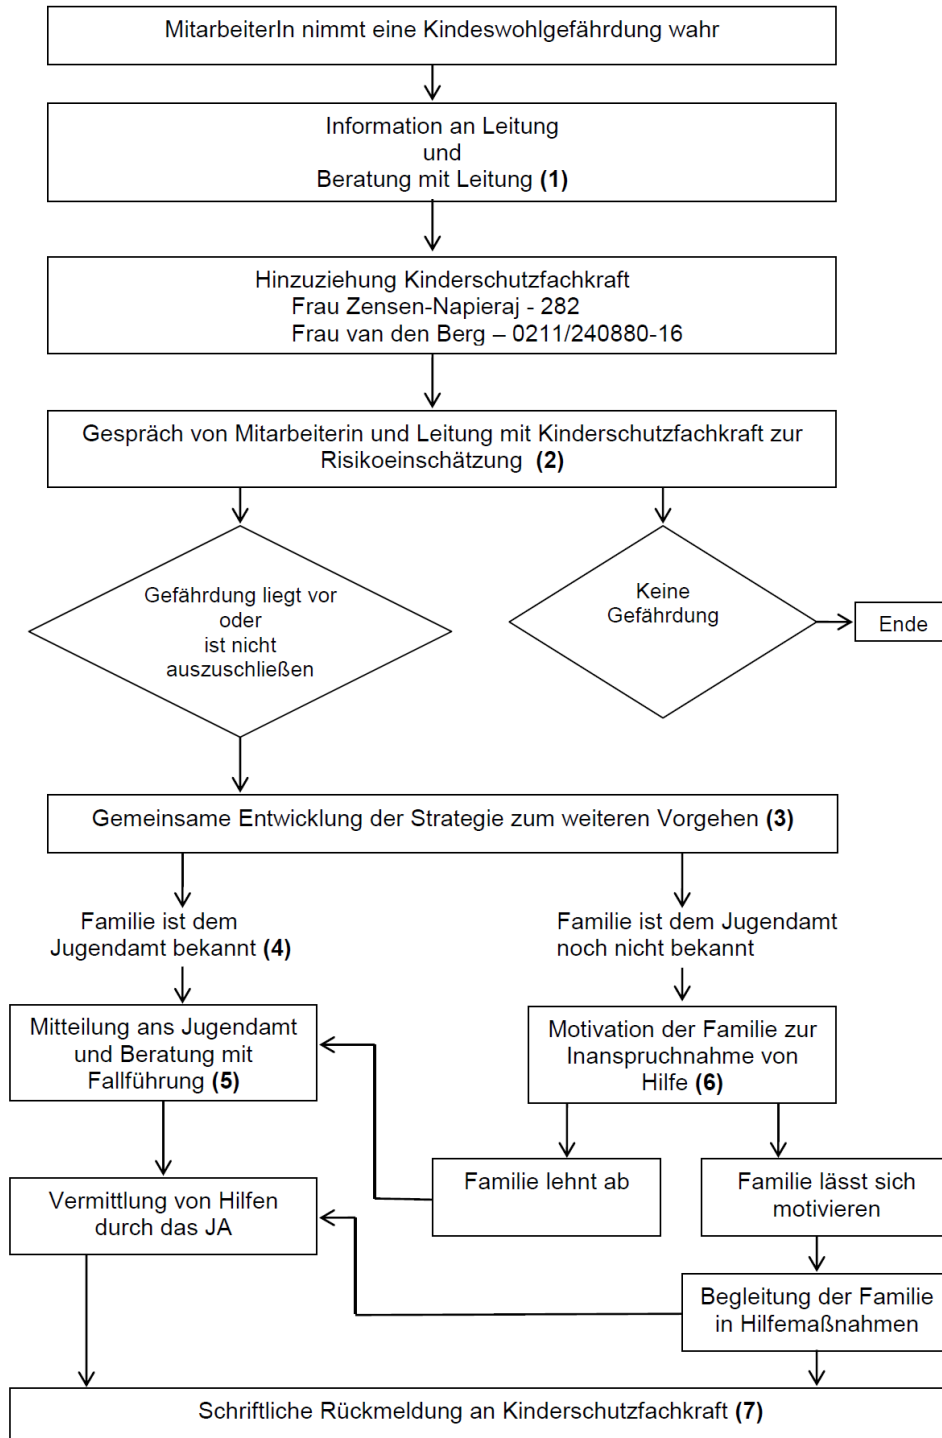 MitarbeiterIn nimmt eine Kindeswohlgefährdung wahr
Information an Leitung
und
Beratung mit Leitung (1)
Hinzuziehung Kinderschutzfachkraft
Frau Zensen-Napieraj - 282
Frau van den Berg – 0211/240880-16
Gespräch von Mitarbeiterin und Leitung mit Kinderschutzfachkraft zur
Risikoeinschätzung (2)
Gefährdung liegt vor
oder
ist nicht
auszuschließen
Keine
Gefährdung
Ende
Gemeinsame Entwicklung der Strategie zum weiteren Vorgehen (3)
Familie ist dem
Jugendamt bekannt (4)
Familie ist dem Jugendamt
noch nicht bekannt
Mitteilung ans Jugendamt
und Beratung mit
Fallführung (5)
Motivation der Familie zur
Inanspruchnahme von
Hilfe (6)
Familie lehnt ab
Familie lässt sich
motivieren
Vermittlung von Hilfen
durch das JA
Begleitung der Familie
in Hilfemaßnahmen
Schriftliche Rückmeldung an Kinderschutzfachkraft (7)